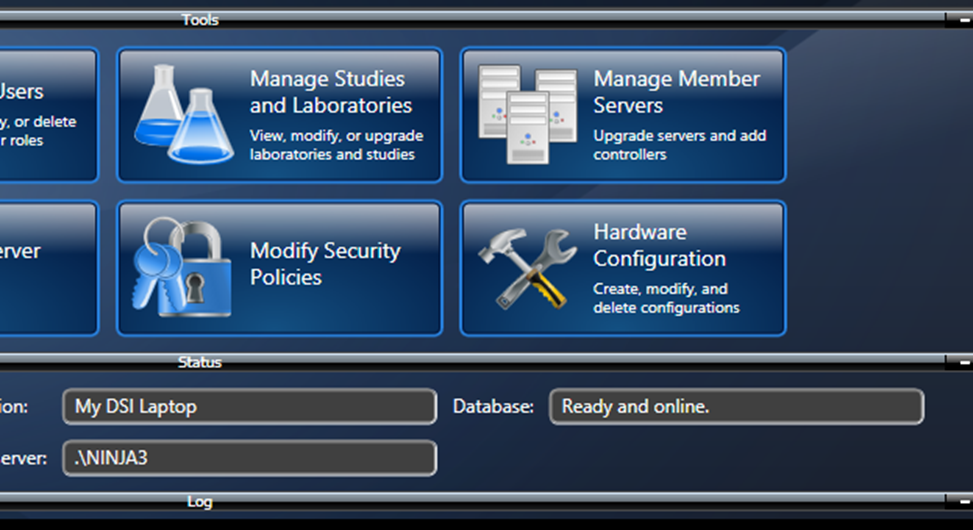 Tools
Users
y, or delete
r roles
Manage Studies
and Laboratories
View, modify, or upgrade
laboratories and studies
Manage Member
Servers
Upgrade servers and add
controllers
erver
Modify Security
Policies
Hardware
Configuration
Create, modify, and
delete configurations
Status
ion:
My DSI Laptop
Database:
Ready and online.
erver:
.\NINJA3
Log